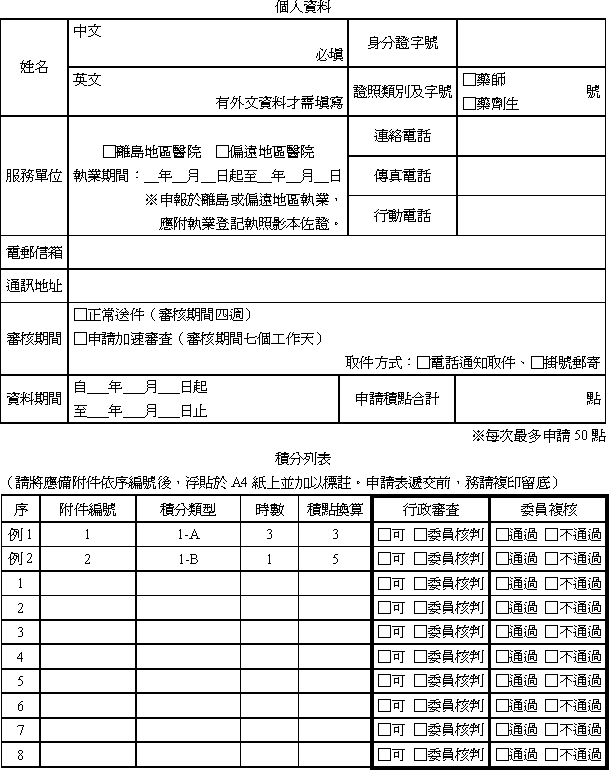 個人資料
姓名
中文
必填
身分證字號
英文
有外文資料才需填寫
證照類別及字號
□藥師
□藥劑生
號
服務單位
□離島地區醫院 □偏遠地區醫院
執業期間：__年__月__日起至__年__月__日
※申報於離島或偏遠地區執業，
應附執業登記執照影本佐證。
連絡電話
傳真電話
行動電話
電郵信箱
通訊地址
審核期間
□正常送件（審核期間四週）
□申請加速審查（審核期間七個工作天）
取件方式：□電話通知取件、□掛號郵寄
資料期間
自___年___月___日起
至___年___月___日止
申請積點合計
點
※每次最多申請 50 點
積分列表
（請將應備附件依序編號後，浮貼於 A4 紙上並加以標註。申請表遞交前，務請複印留底）
序 附件編號 積分類型 時數 積點換算 行政審查 委員複核
例 1 1 1-A 3 3 □可 □委員核判 □通過 □不通過
例 2 2 1-B 1 5 □可 □委員核判 □通過 □不通過
1 □可 □委員核判 □通過 □不通過
2 □可 □委員核判 □通過 □不通過
3 □可 □委員核判 □通過 □不通過
4 □可 □委員核判 □通過 □不通過
5 □可 □委員核判 □通過 □不通過
6 □可 □委員核判 □通過 □不通過
7 □可 □委員核判 □通過 □不通過
8 □可 □委員核判 □通過 □不通過